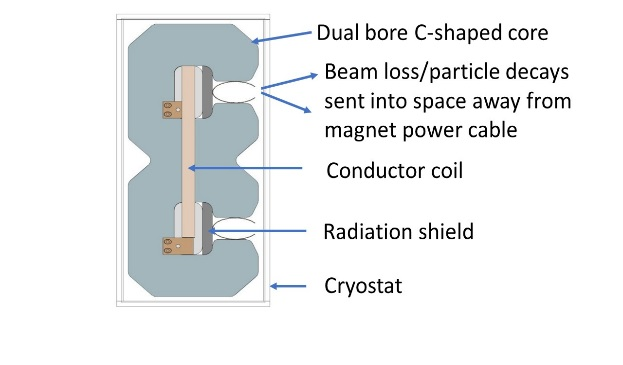 Dual bore C-shaped core
Beam loss/particle decays
sent into space away from
magnet power cable
Conductor coil
Radiation shield
Cryostat